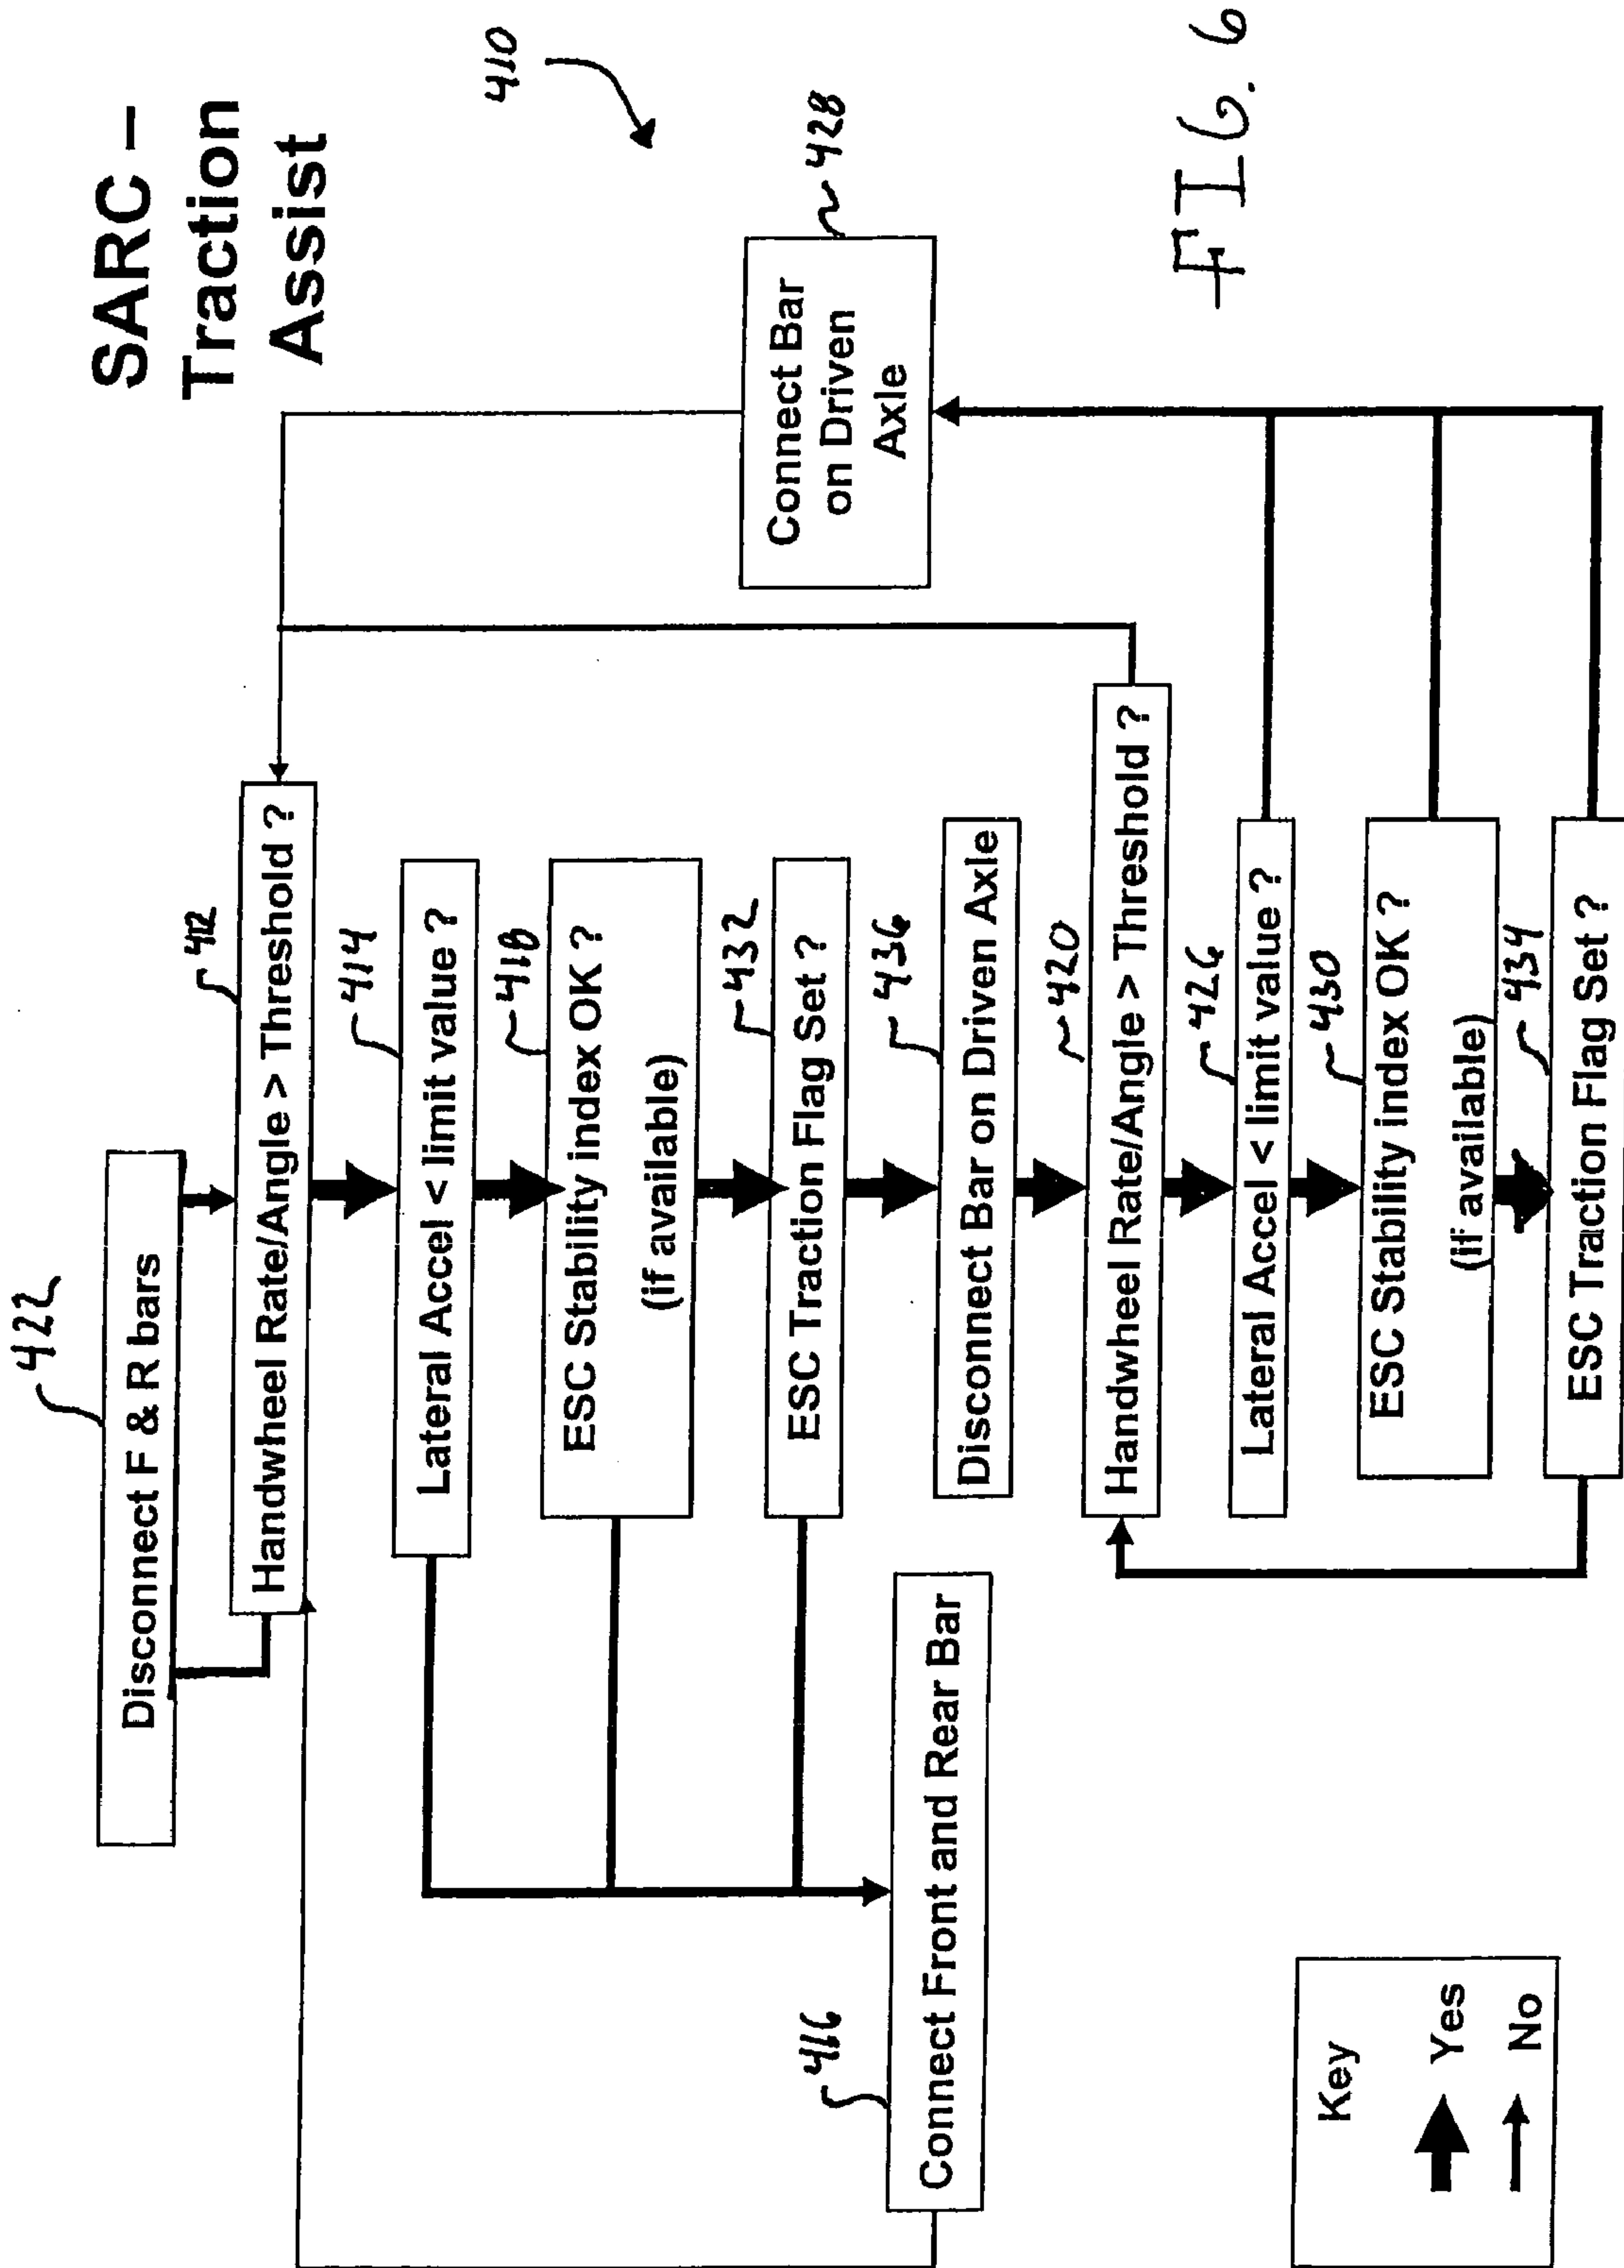 SARC –
Traction
Assist
410
422
Disconnect F & R bars
412
Handwheel Rate/Angle > Threshold ?
414
Lateral Accel < limit value ?
418
ESC Stability index OK ?
(if available)
432
ESC Traction Flag Set ?
436
Disconnect Bar on Driven Axle
420
Handwheel Rate/Angle > Threshold ?
426
Lateral Accel < limit value ?
430
ESC Stability index OK ?
(if available)
434
ESC Traction Flag Set ?
428
Connect Bar
on Driven
Axle
416
Connect Front and Rear Bar
Key
Yes
No
FIG. 6